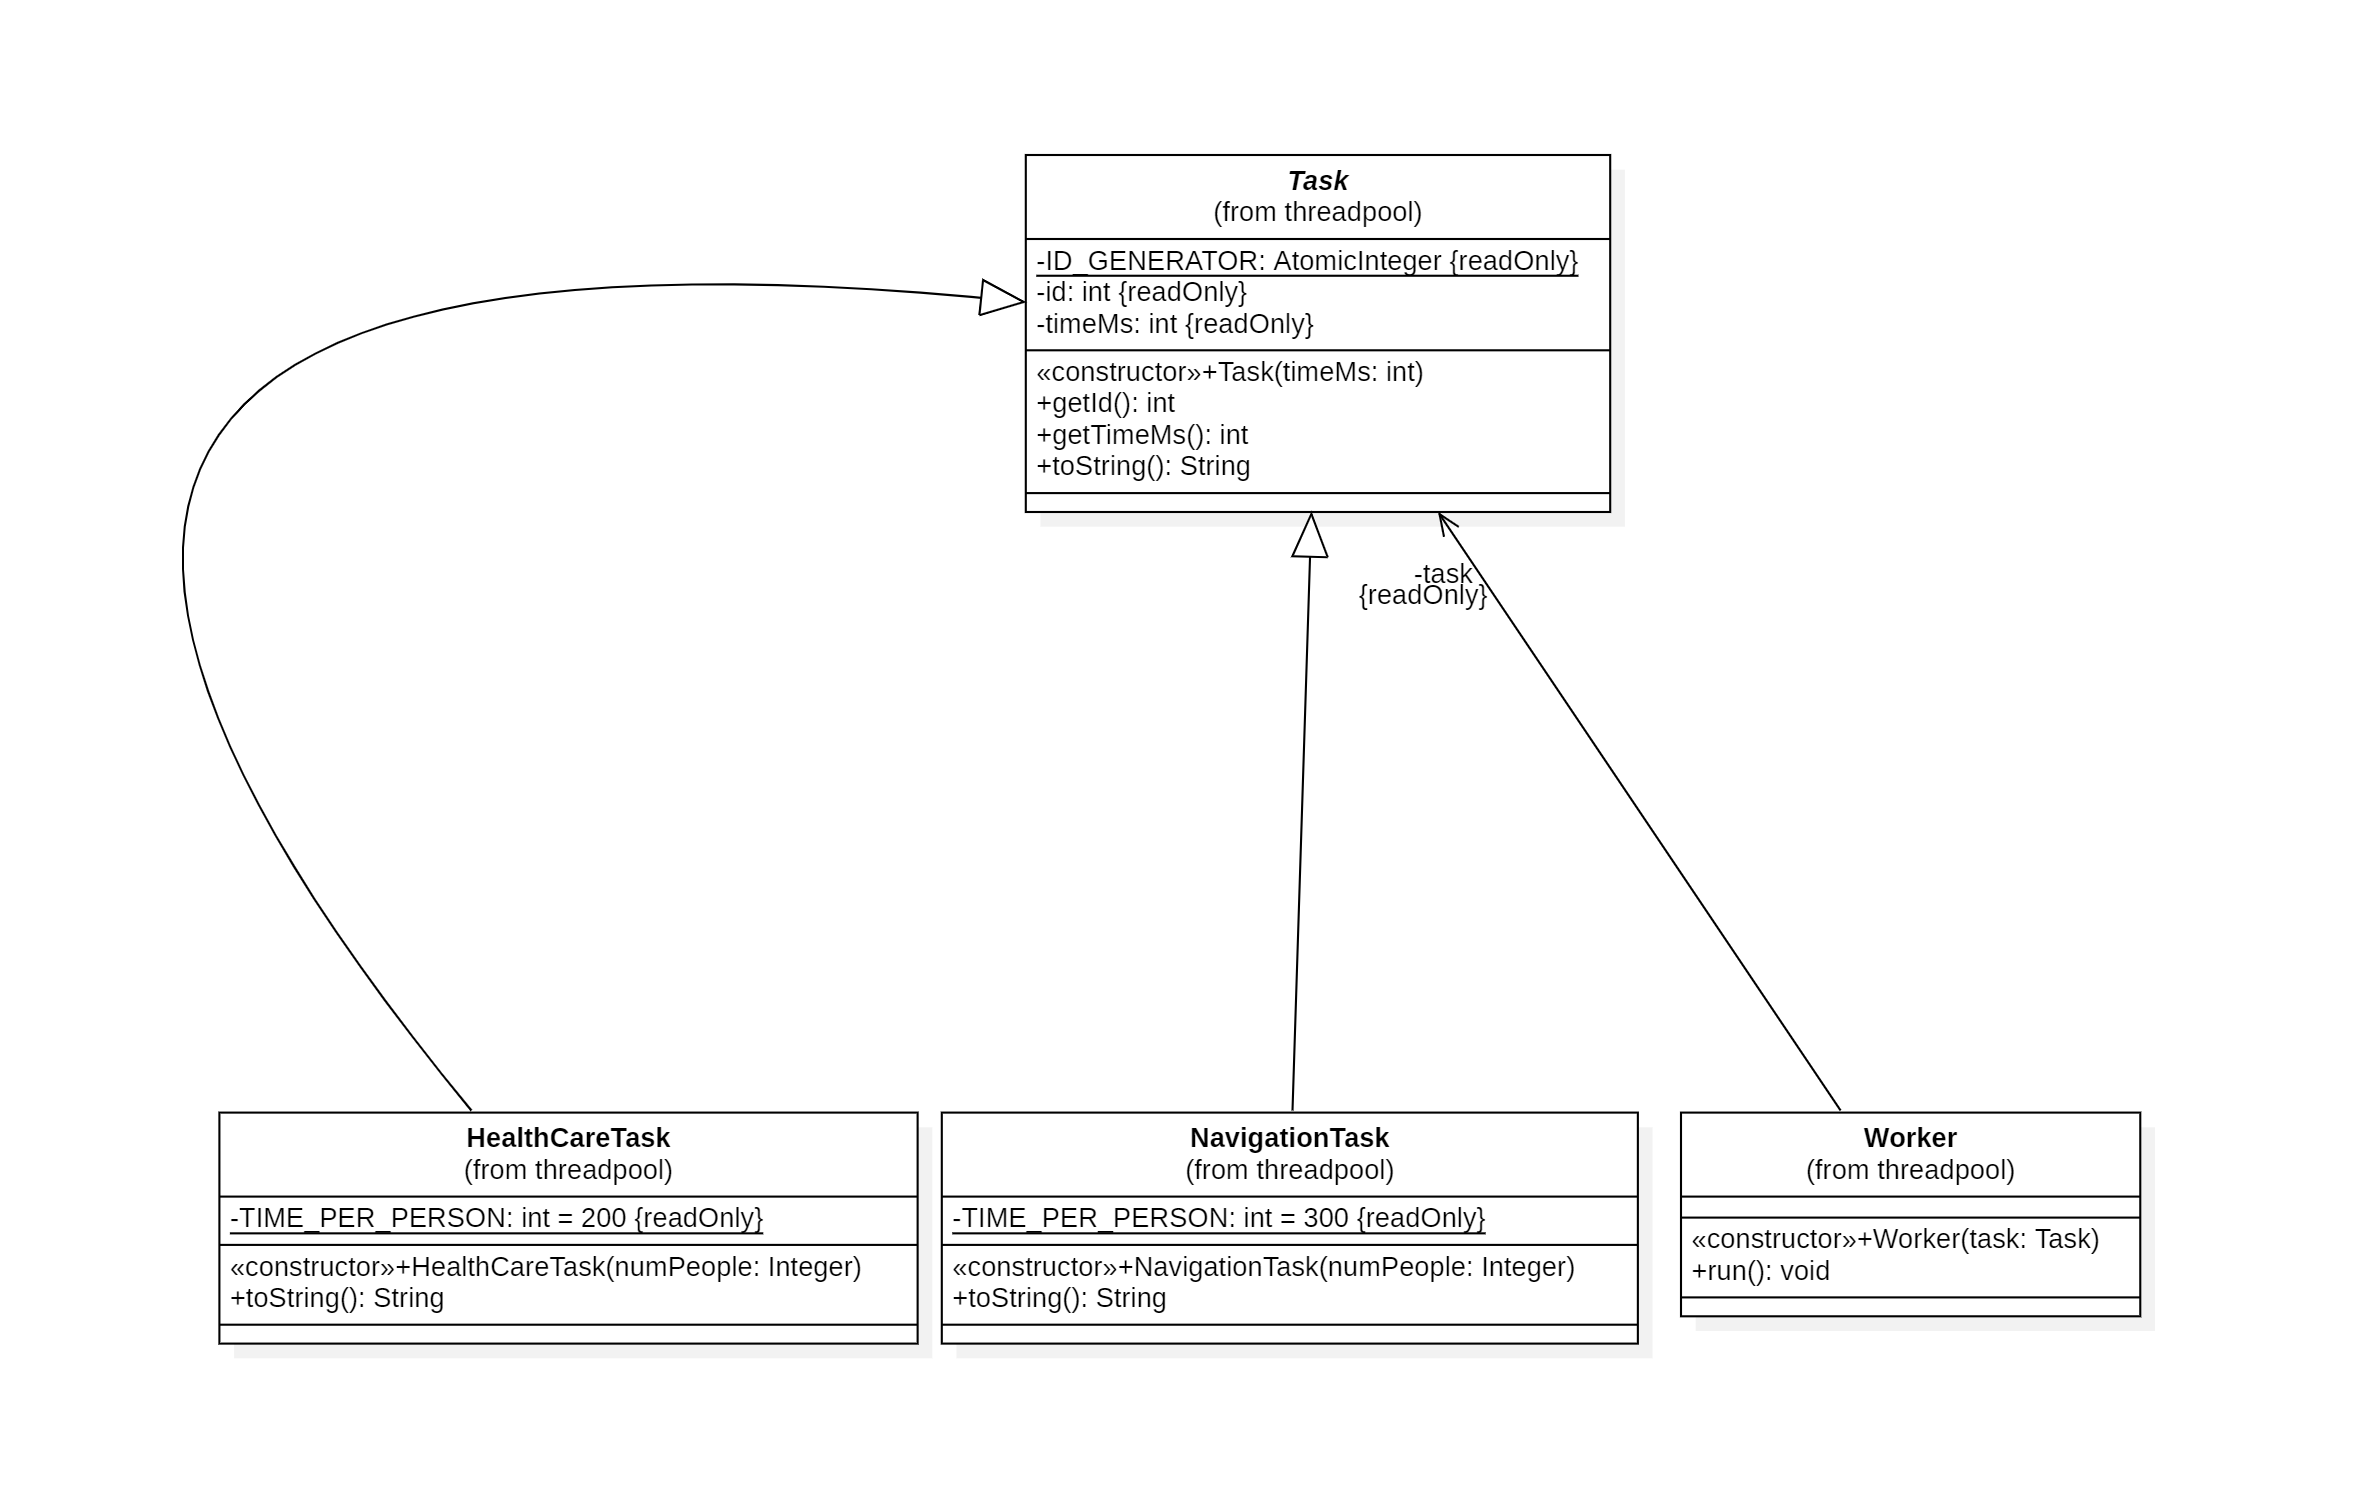 Task
(from threadpool)
-ID_GENERATOR: AtomicInteger {readOnly}
-id: int {readOnly}
-timeMs: int {readOnly}
«constructor»+Task(timeMs: int)
+getId(): int
+getTimeMs(): int
+toString(): String
-task
{readOnly}
HealthCareTask
(from threadpool)
-TIME_PER_PERSON: int = 200 {readOnly}
«constructor»+HealthCareTask(numPeople: Integer)
+toString(): String
NavigationTask
(from threadpool)
-TIME_PER_PERSON: int = 300 {readOnly}
«constructor»+NavigationTask(numPeople: Integer)
+toString(): String
Worker
(from threadpool)
«constructor»+Worker(task: Task)
+run(): void